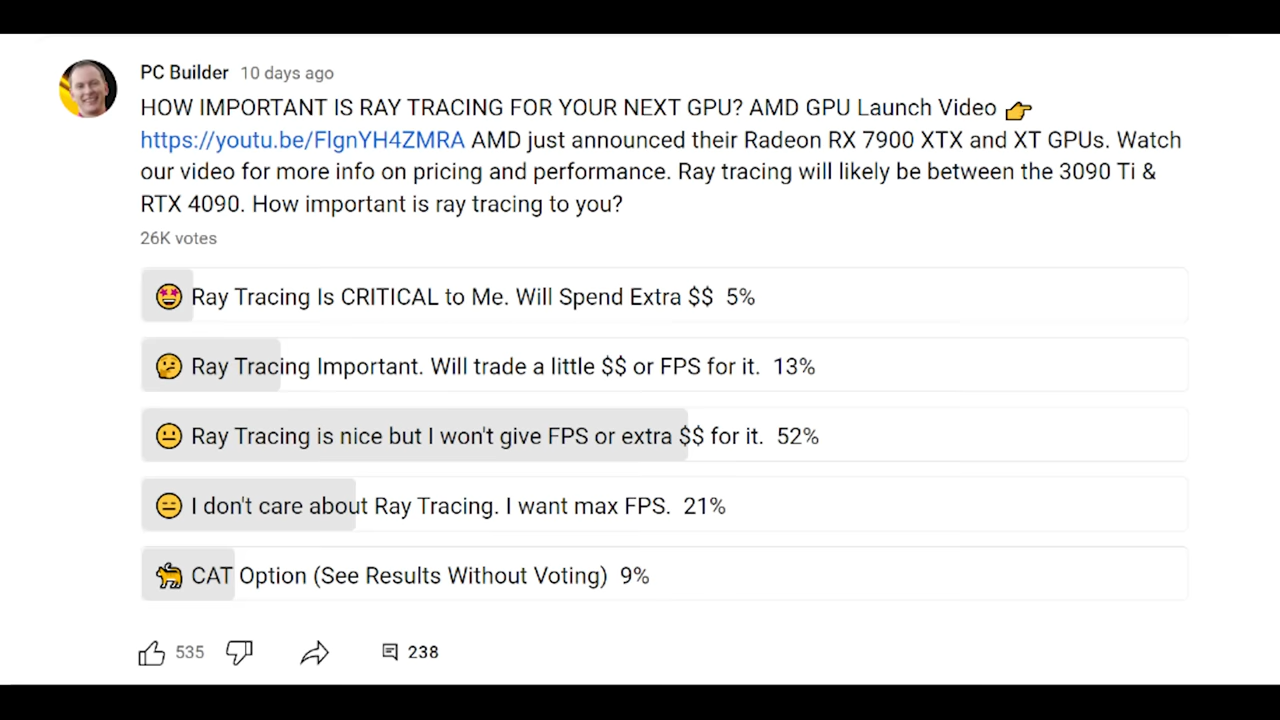 PC Builder 10 days ago
HOW IMPORTANT IS RAY TRACING FOR YOUR NEXT GPU? AMD GPU Launch Video 👉
https://youtu.be/FlgnYH4ZMRA AMD just announced their Radeon RX 7900 XTX and XT GPUs. Watch
our video for more info on pricing and performance. Ray tracing will likely be between the 3090 Ti &
RTX 4090. How important is ray tracing to you?
26K votes
🤩 Ray Tracing Is CRITICAL to Me. Will Spend Extra $$ 5%
🤔 Ray Tracing Important. Will trade a little $$ or FPS for it. 13%
😐 Ray Tracing is nice but I won't give FPS or extra $$ for it. 52%
😑 I don't care about Ray Tracing. I want max FPS. 21%
🐈 CAT Option (See Results Without Voting) 9%
535 238